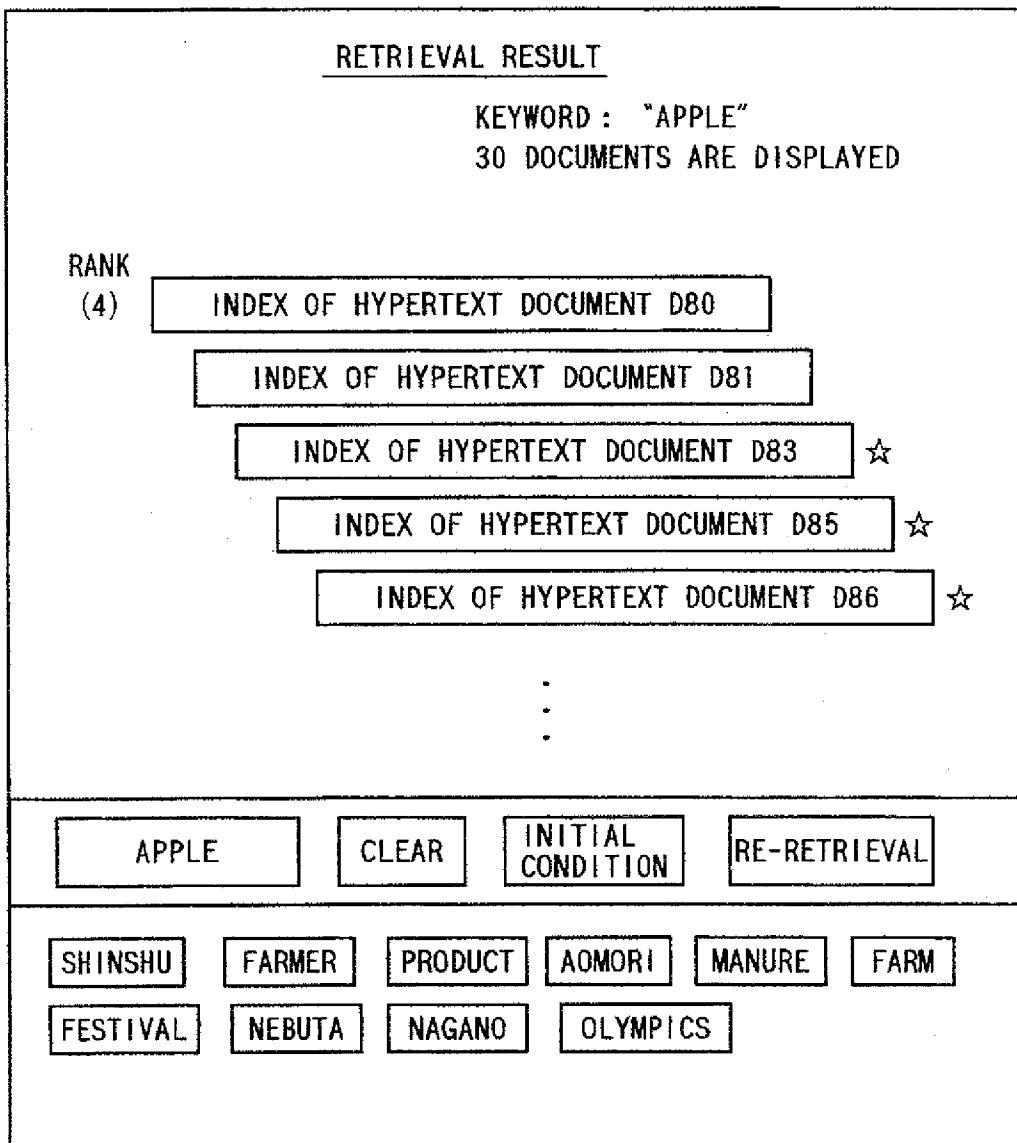 RETRIEVAL RESULT
KEYWORD : "APPLE"
30 DOCUMENTS ARE DISPLAYED
RANK
(4) INDEX OF HYPERTEXT DOCUMENT D80
INDEX OF HYPERTEXT DOCUMENT D81
INDEX OF HYPERTEXT DOCUMENT D83 ☆
INDEX OF HYPERTEXT DOCUMENT D85 ☆
INDEX OF HYPERTEXT DOCUMENT D86 ☆
APPLE CLEAR INITIAL CONDITION RE-RETRIEVAL
SHINSHU FARMER PRODUCT AOMORI MANURE FARM
FESTIVAL NEBUTA NAGANO OLYMPICS